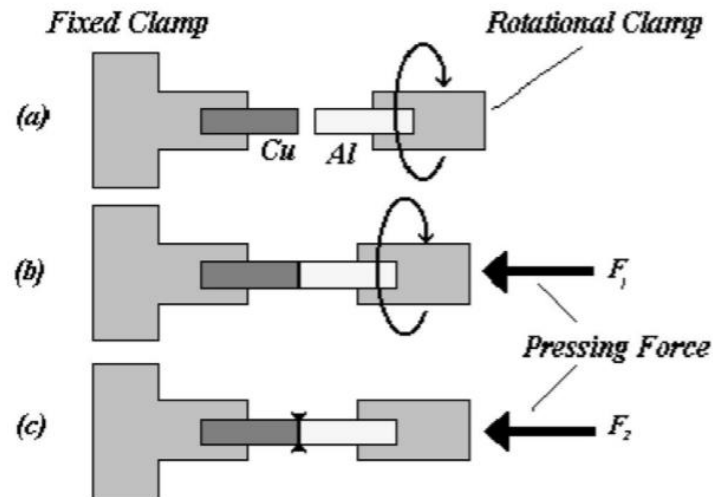 Fixed Clamp
Rotational Clamp
(a)
Cu
Al
(b)
F₁
Pressing Force
(c)
F₂